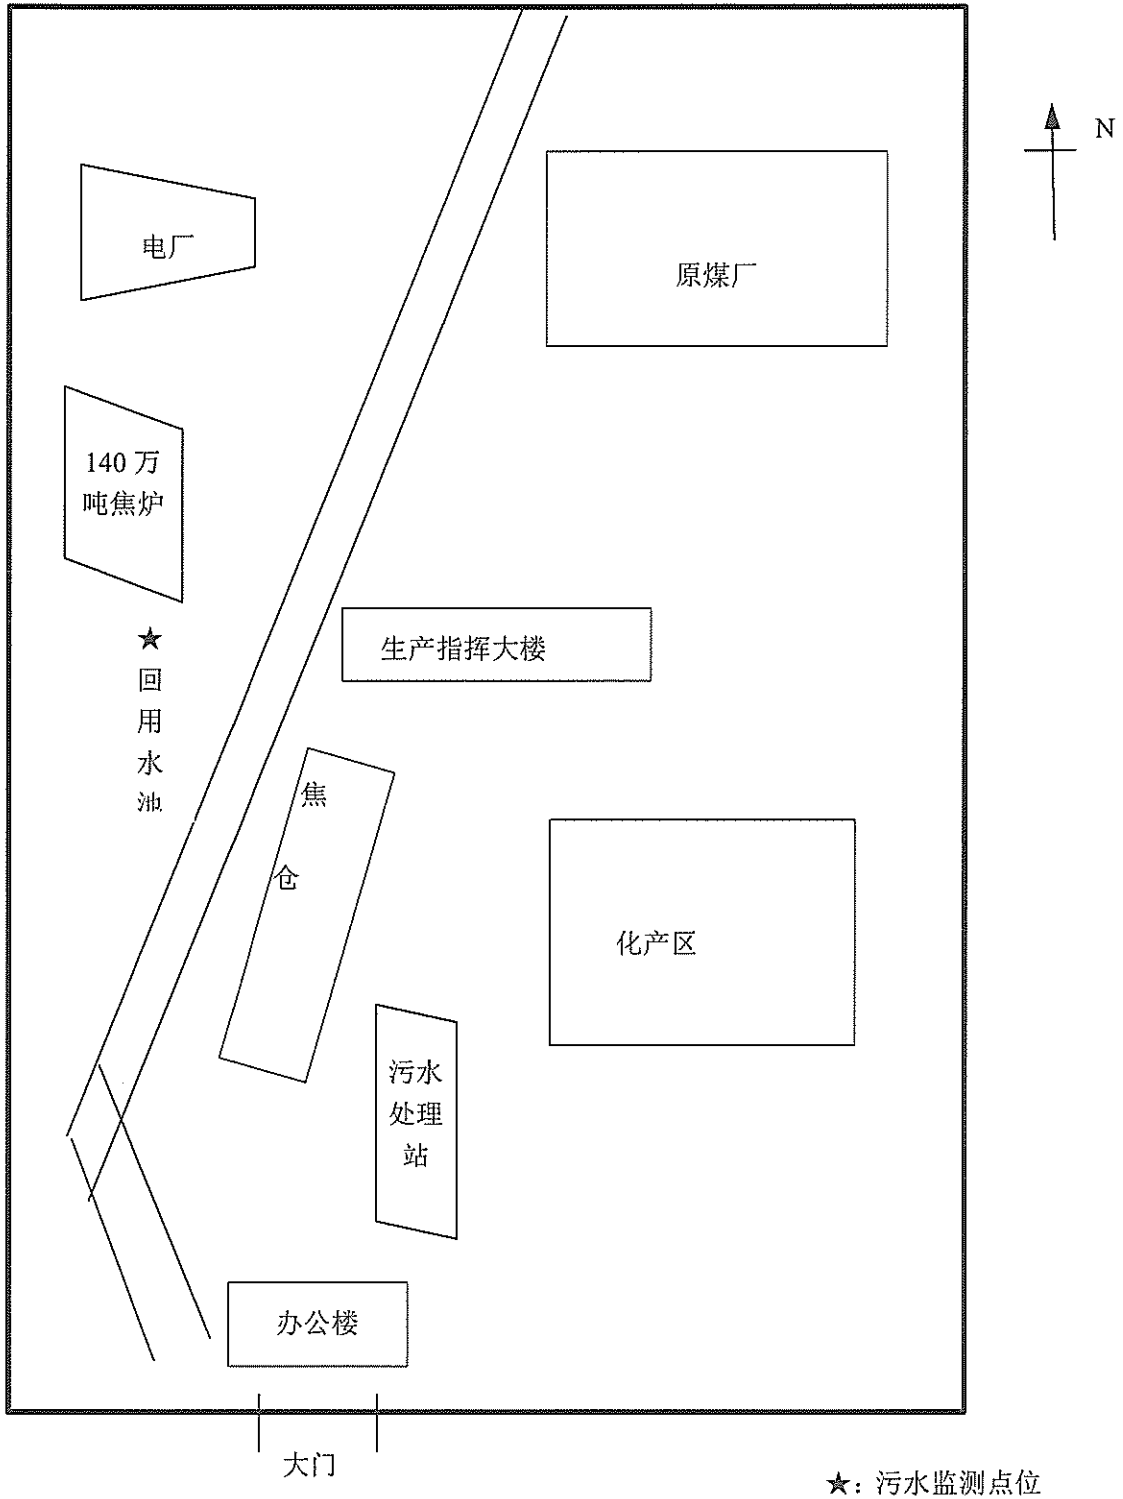 N
电厂
原煤厂
140 万
吨焦炉
★
回
用
水
池
生产指挥大楼
焦
仓
化产区
污水
处理
站
办公楼
大门
★：污水监测点位